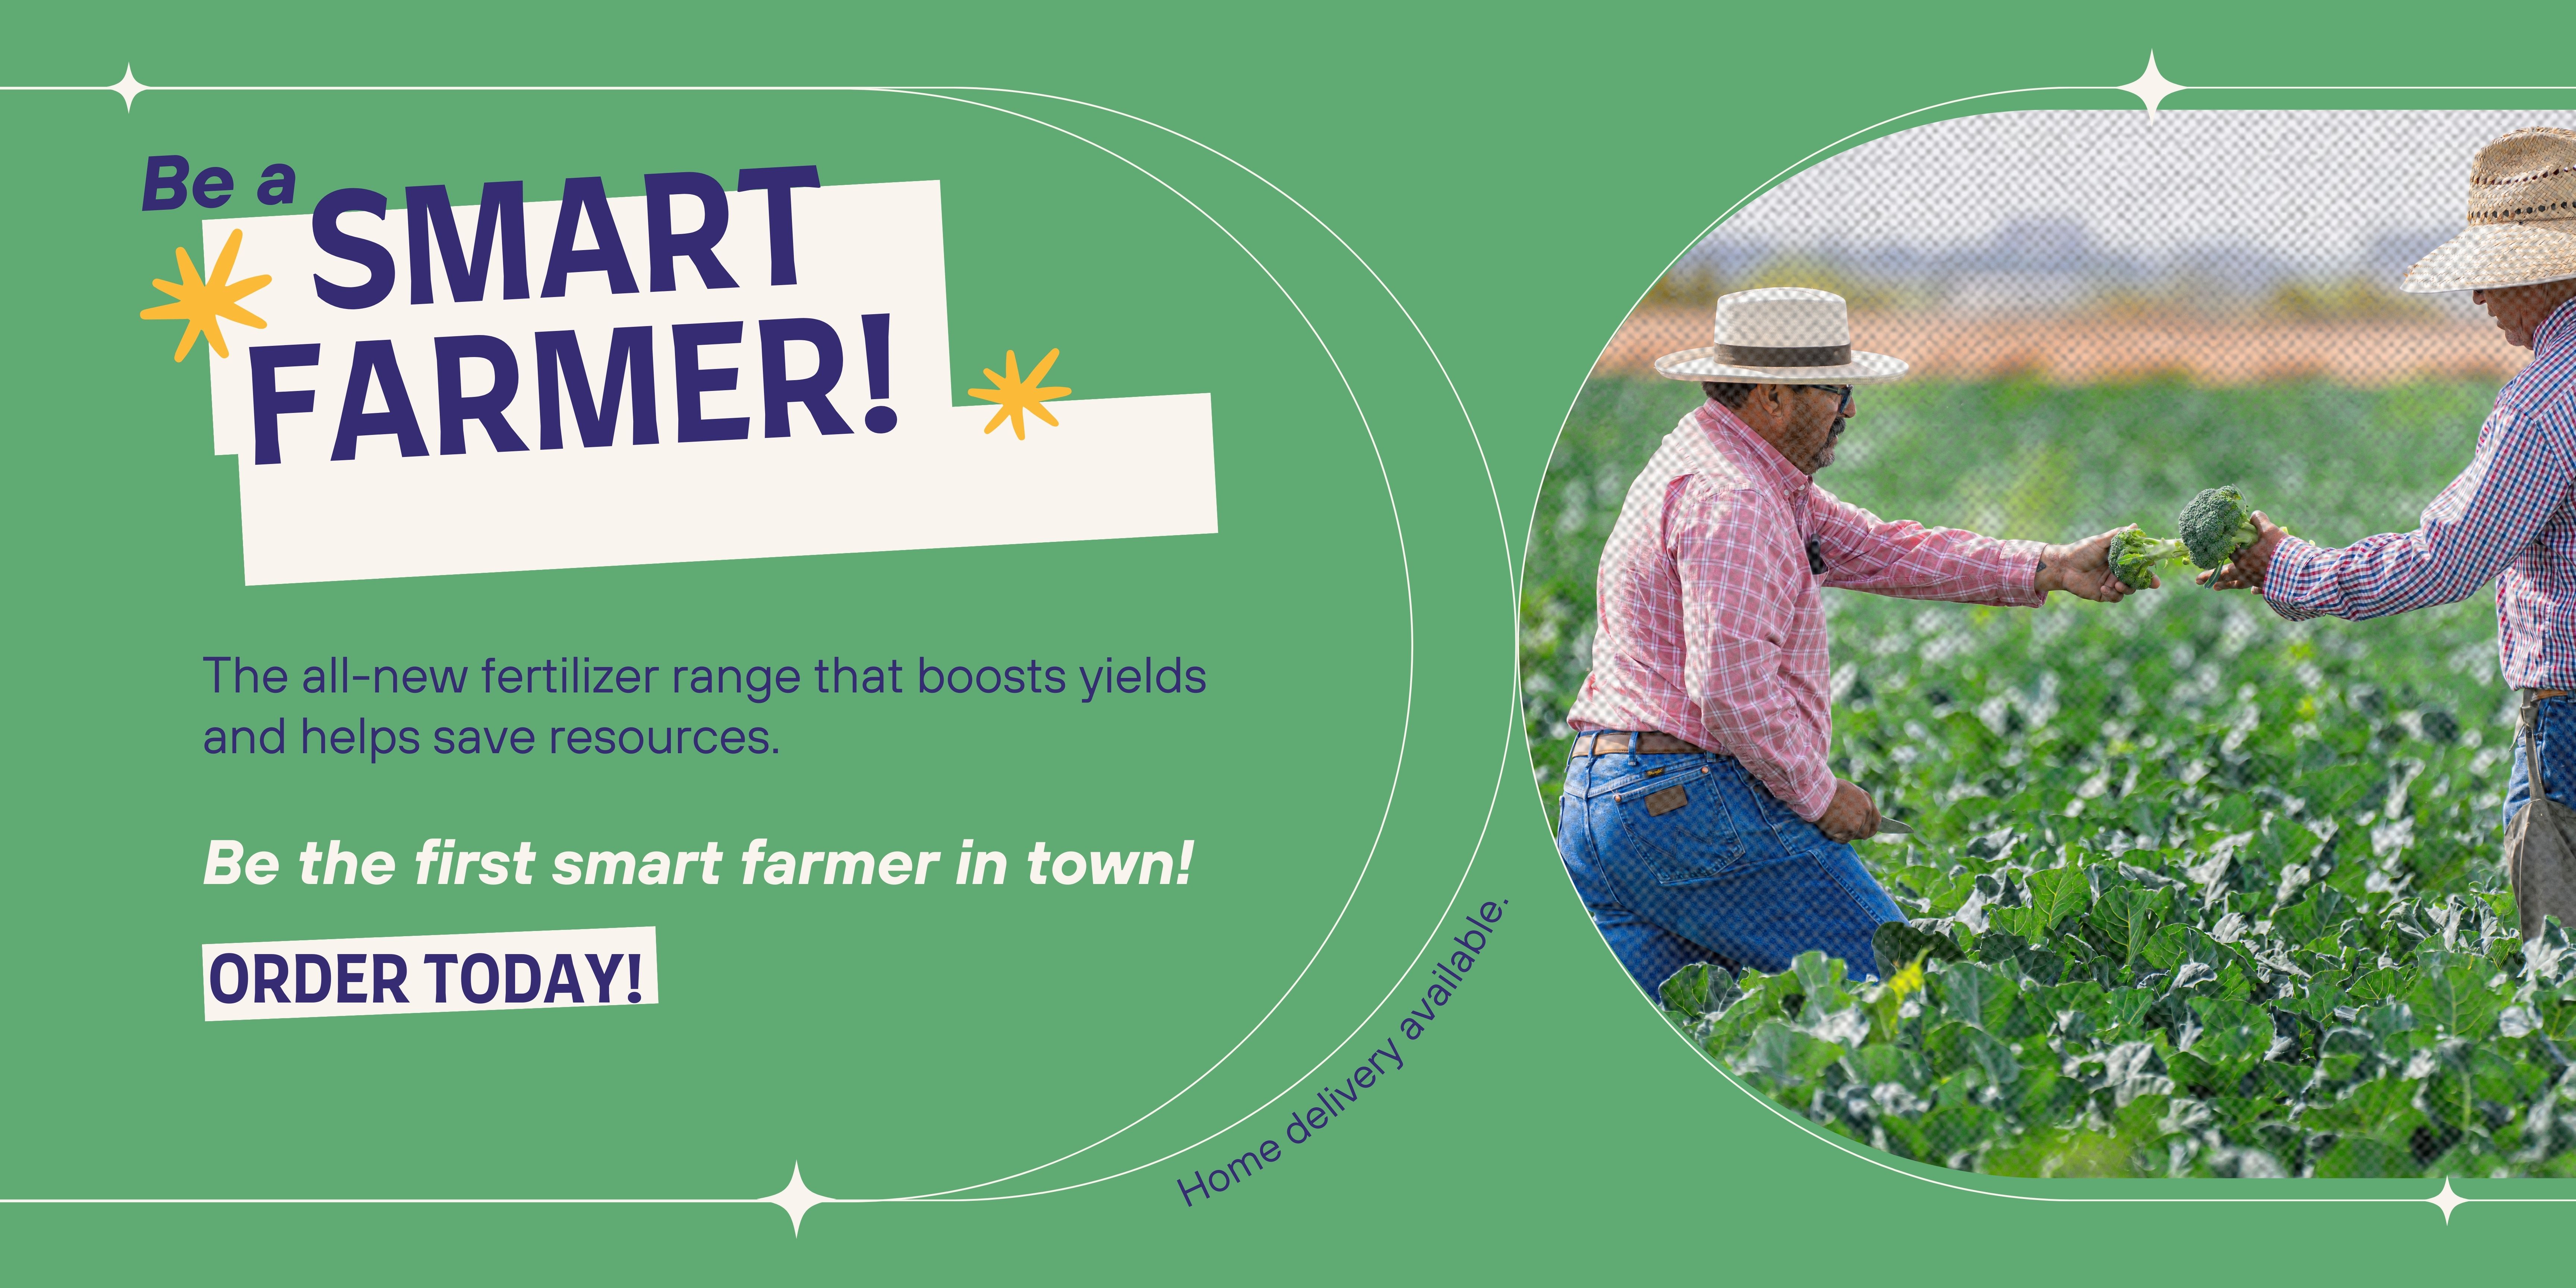 Be a
SMART
FARMER!
The all-new fertilizer range that boosts yields
and helps save resources.
Be the first smart farmer in town!
ORDER TODAY!
Home delivery available.